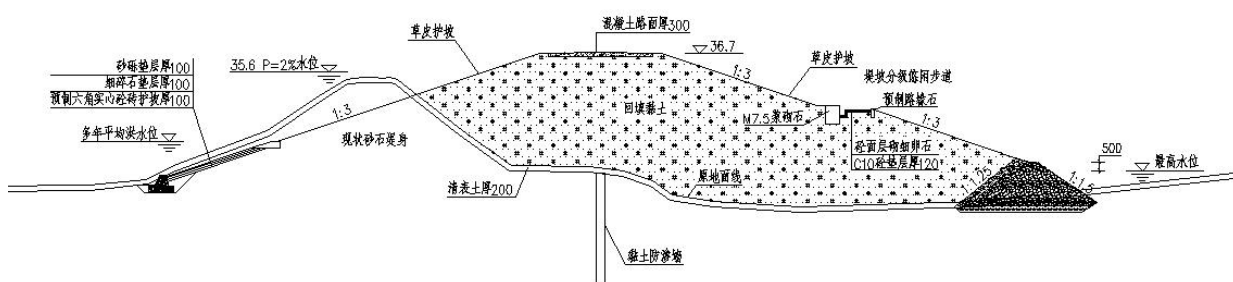 混凝土路面厚300
草皮护坡
36.7
草皮护坡
砂砾垫层厚100
细碎石垫层厚100
预制六角实心砼砖护坡厚100
35.6 P=2%水位
1:3
堤坡分级修闲步道
预制路缘石
多年平均洪水位
1:3
现状砂石堤身
回填黏土
M7.5浆砌石
1:3
砼面层砌细卵石
C10砼垫层厚120
500
最高水位
清表土厚200
原地面线
1:1.25
1:1.5
黏土防渗墙